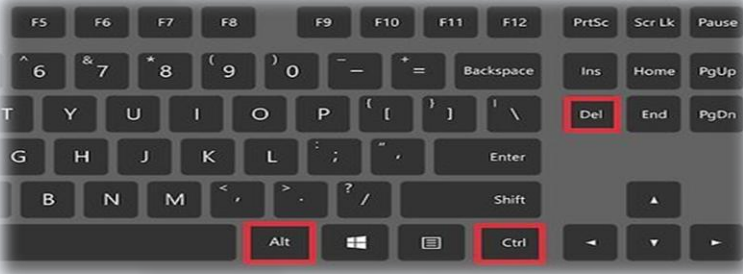 F5 F6 F7 F8 F9 F10 F11 F12 PrtSc Scr Lk Pause
^ 6 & 7 * 8 ( 9 ) 0 _ - + = Backspace Ins Home PgUp
T Y U I O P { [ } ] | \ Del End PgDn
G H J K L : ; " ' Enter
B N M < , > . ? / Shift
Alt Ctrl